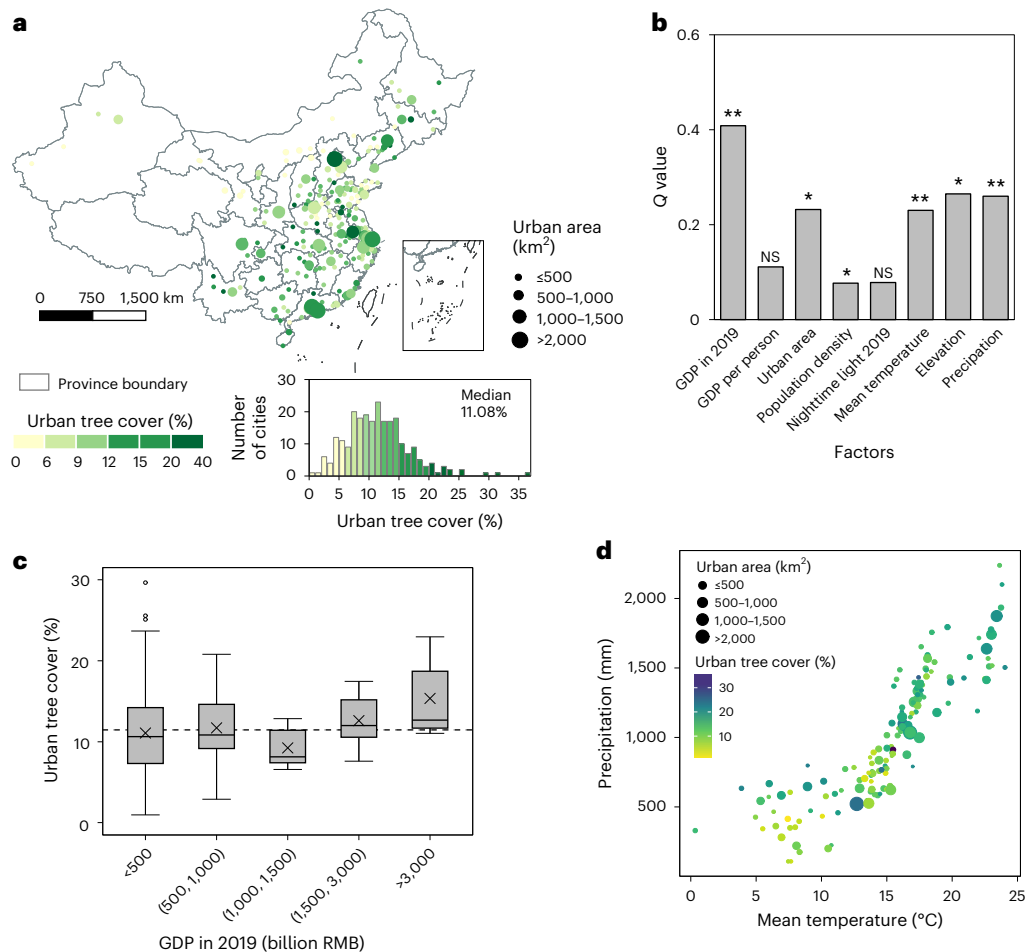 a
Urban area
(km²)
≤500
500–1,000
1,000–1,500
>2,000
0 750 1,500 km
Province boundary
Urban tree cover (%)
0 6 9 12 15 20 40
Number
of cities
30
20
10
0
Median
11.08%
0 5 10 15 20 25 30 35
Urban tree cover (%)
b
Q value
0.6
0.4
0.2
0
**
NS
*
*
NS
**
*
**
GDP in 2019
GDP per person
Urban area
Population density
Nighttime light 2019
Mean temperature
Elevation
Precipation
Factors
c
Urban tree cover (%)
30
20
10
0
<500
(500, 1,000)
(1,000, 1,500)
(1,500, 3,000)
>3,000
GDP in 2019 (billion RMB)
d
Urban area (km²)
≤500
500–1,000
1,000–1,500
>2,000
Urban tree cover (%)
30
20
10
Precipitation (mm)
2,000
1,500
1,000
500
0 5 10 15 20 25
Mean temperature (°C)